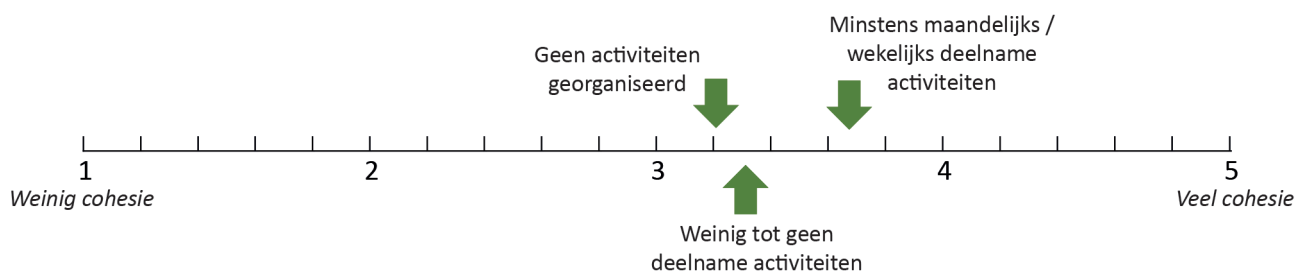 Minstens maandelijks /
wekelijks deelname
activiteiten
Geen activiteiten
georganiseerd
1 2 3 4 5
Weinig cohesie
Veel cohesie
Weinig tot geen
deelname activiteiten